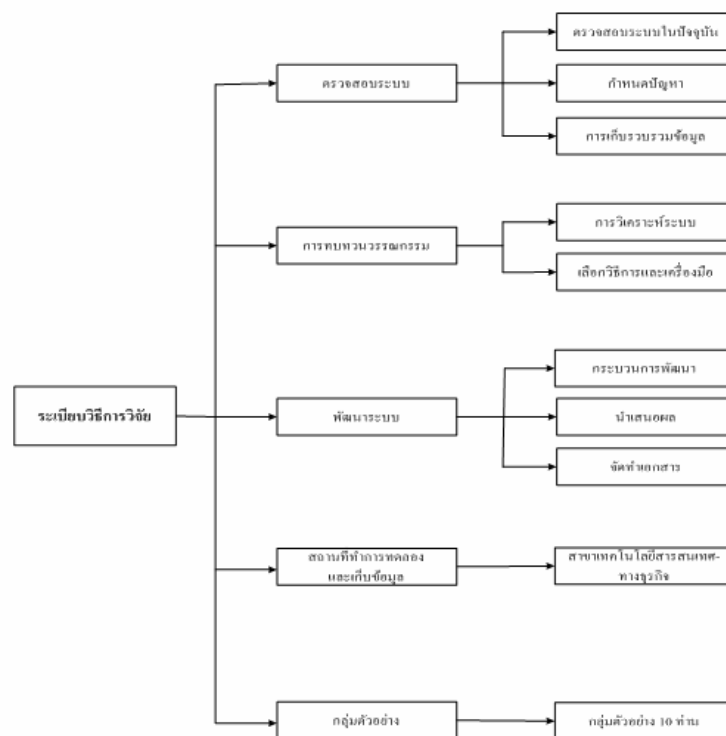 ตรวจสอบระบบในปัจจุบัน
ตรวจสอบระบบ
กำหนดปัญหา
การเก็บรวบรวมข้อมูล
การวิเคราะห์ระบบ
การทบทวนวรรณกรรม
เลือกวิธีการและเครื่องมือ
กระบวนการพัฒนา
ระเบียบวิธีการวิจัย
พัฒนาระบบ
นำเสนอผล
จัดทำเอกสาร
สถานที่ทำการทดลอง
และเก็บข้อมูล
สาขาเทคโนโลยีสารสนเทศ-
ทางธุรกิจ
กลุ่มตัวอย่าง
กลุ่มตัวอย่าง 10 ท่าน